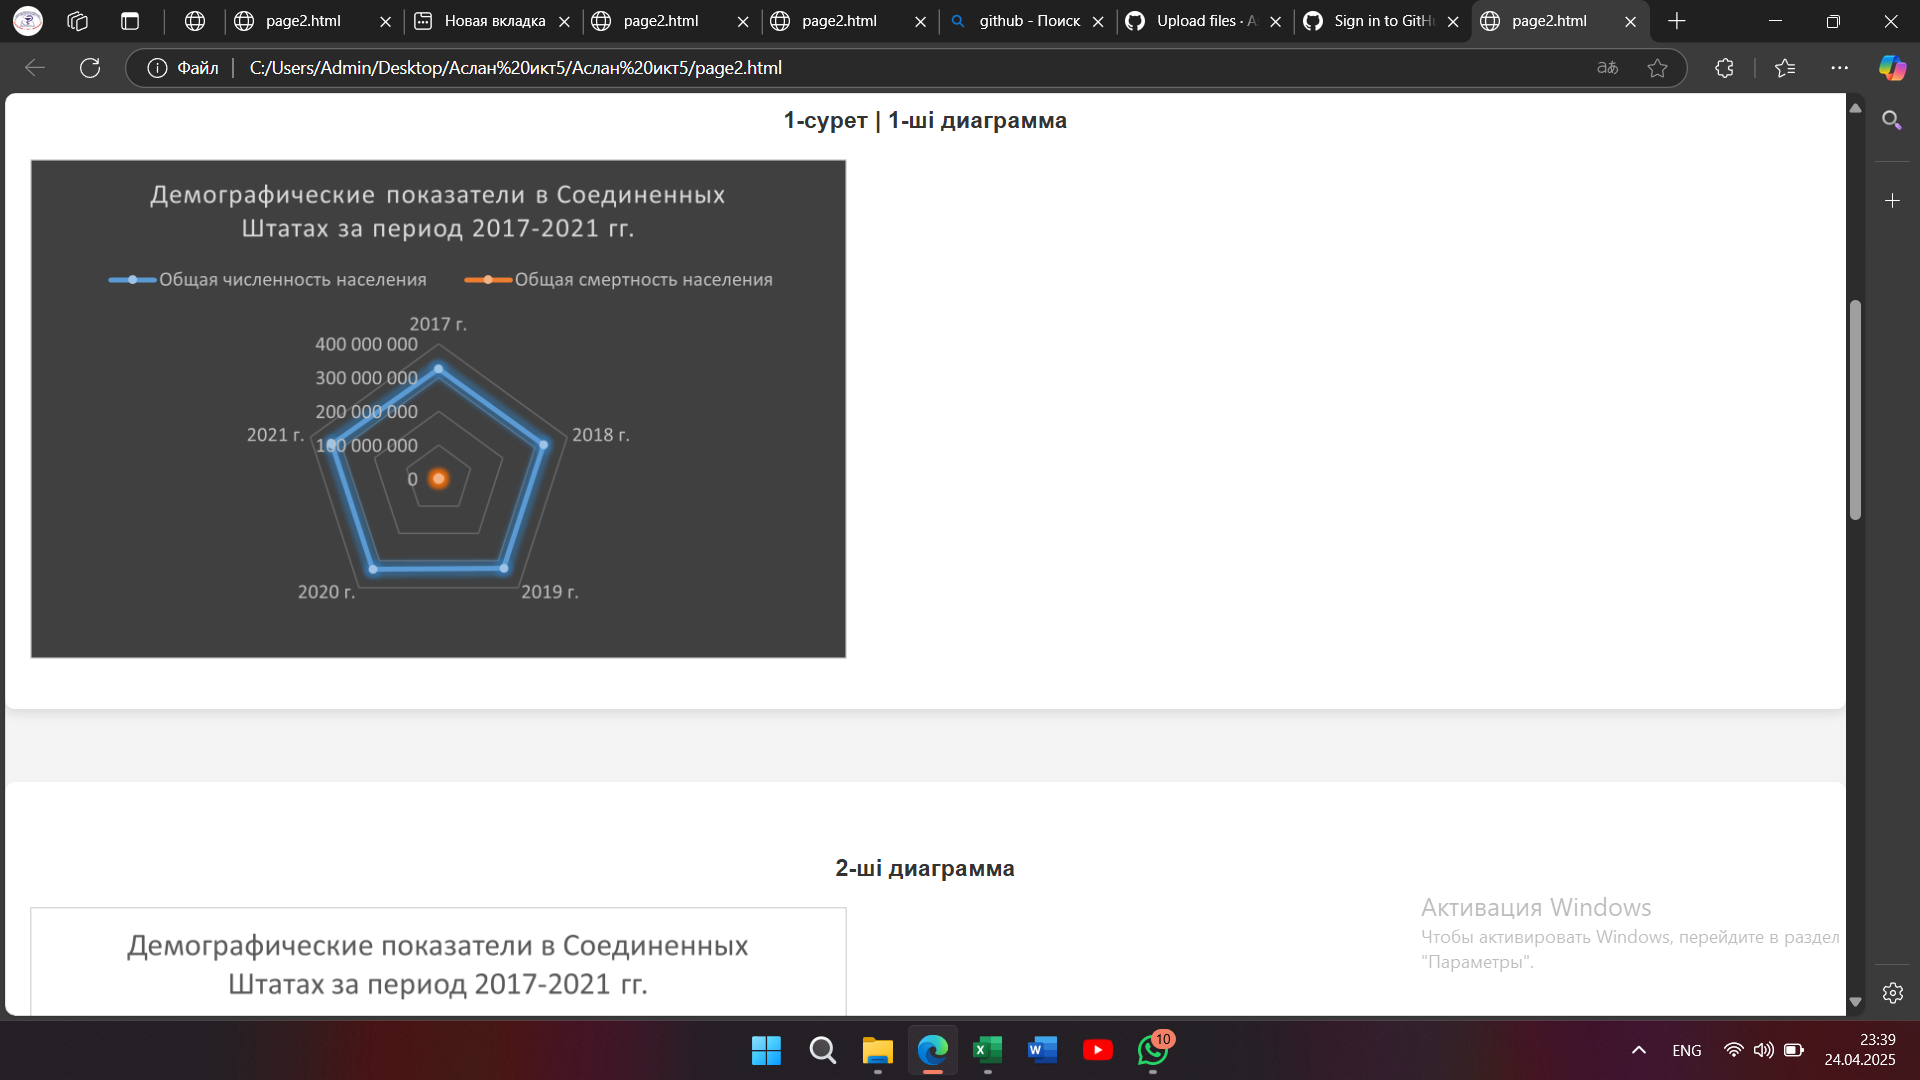 page2.html
Новая вкладка
page2.html
page2.html
github - Поиск
Upload files · A
Sign in to GitH
page2.html
Файл
C:/Users/Admin/Desktop/Аслан%20икт5/Аслан%20икт5/page2.html
1-сурет | 1-ші диаграмма
Демографические показатели в Соединенных
Штатах за период 2017-2021 гг.
Общая численность населения
Общая смертность населения
2017 г.
400 000 000
300 000 000
200 000 000
2021 г.
2018 г.
100 000 000
0
2020 г.
2019 г.
2-ші диаграмма
Демографические показатели в Соединенных
Штатах за период 2017-2021 гг.
Активация Windows
Чтобы активировать Windows, перейдите в раздел
"Параметры".
10
ENG
23:39
24.04.2025